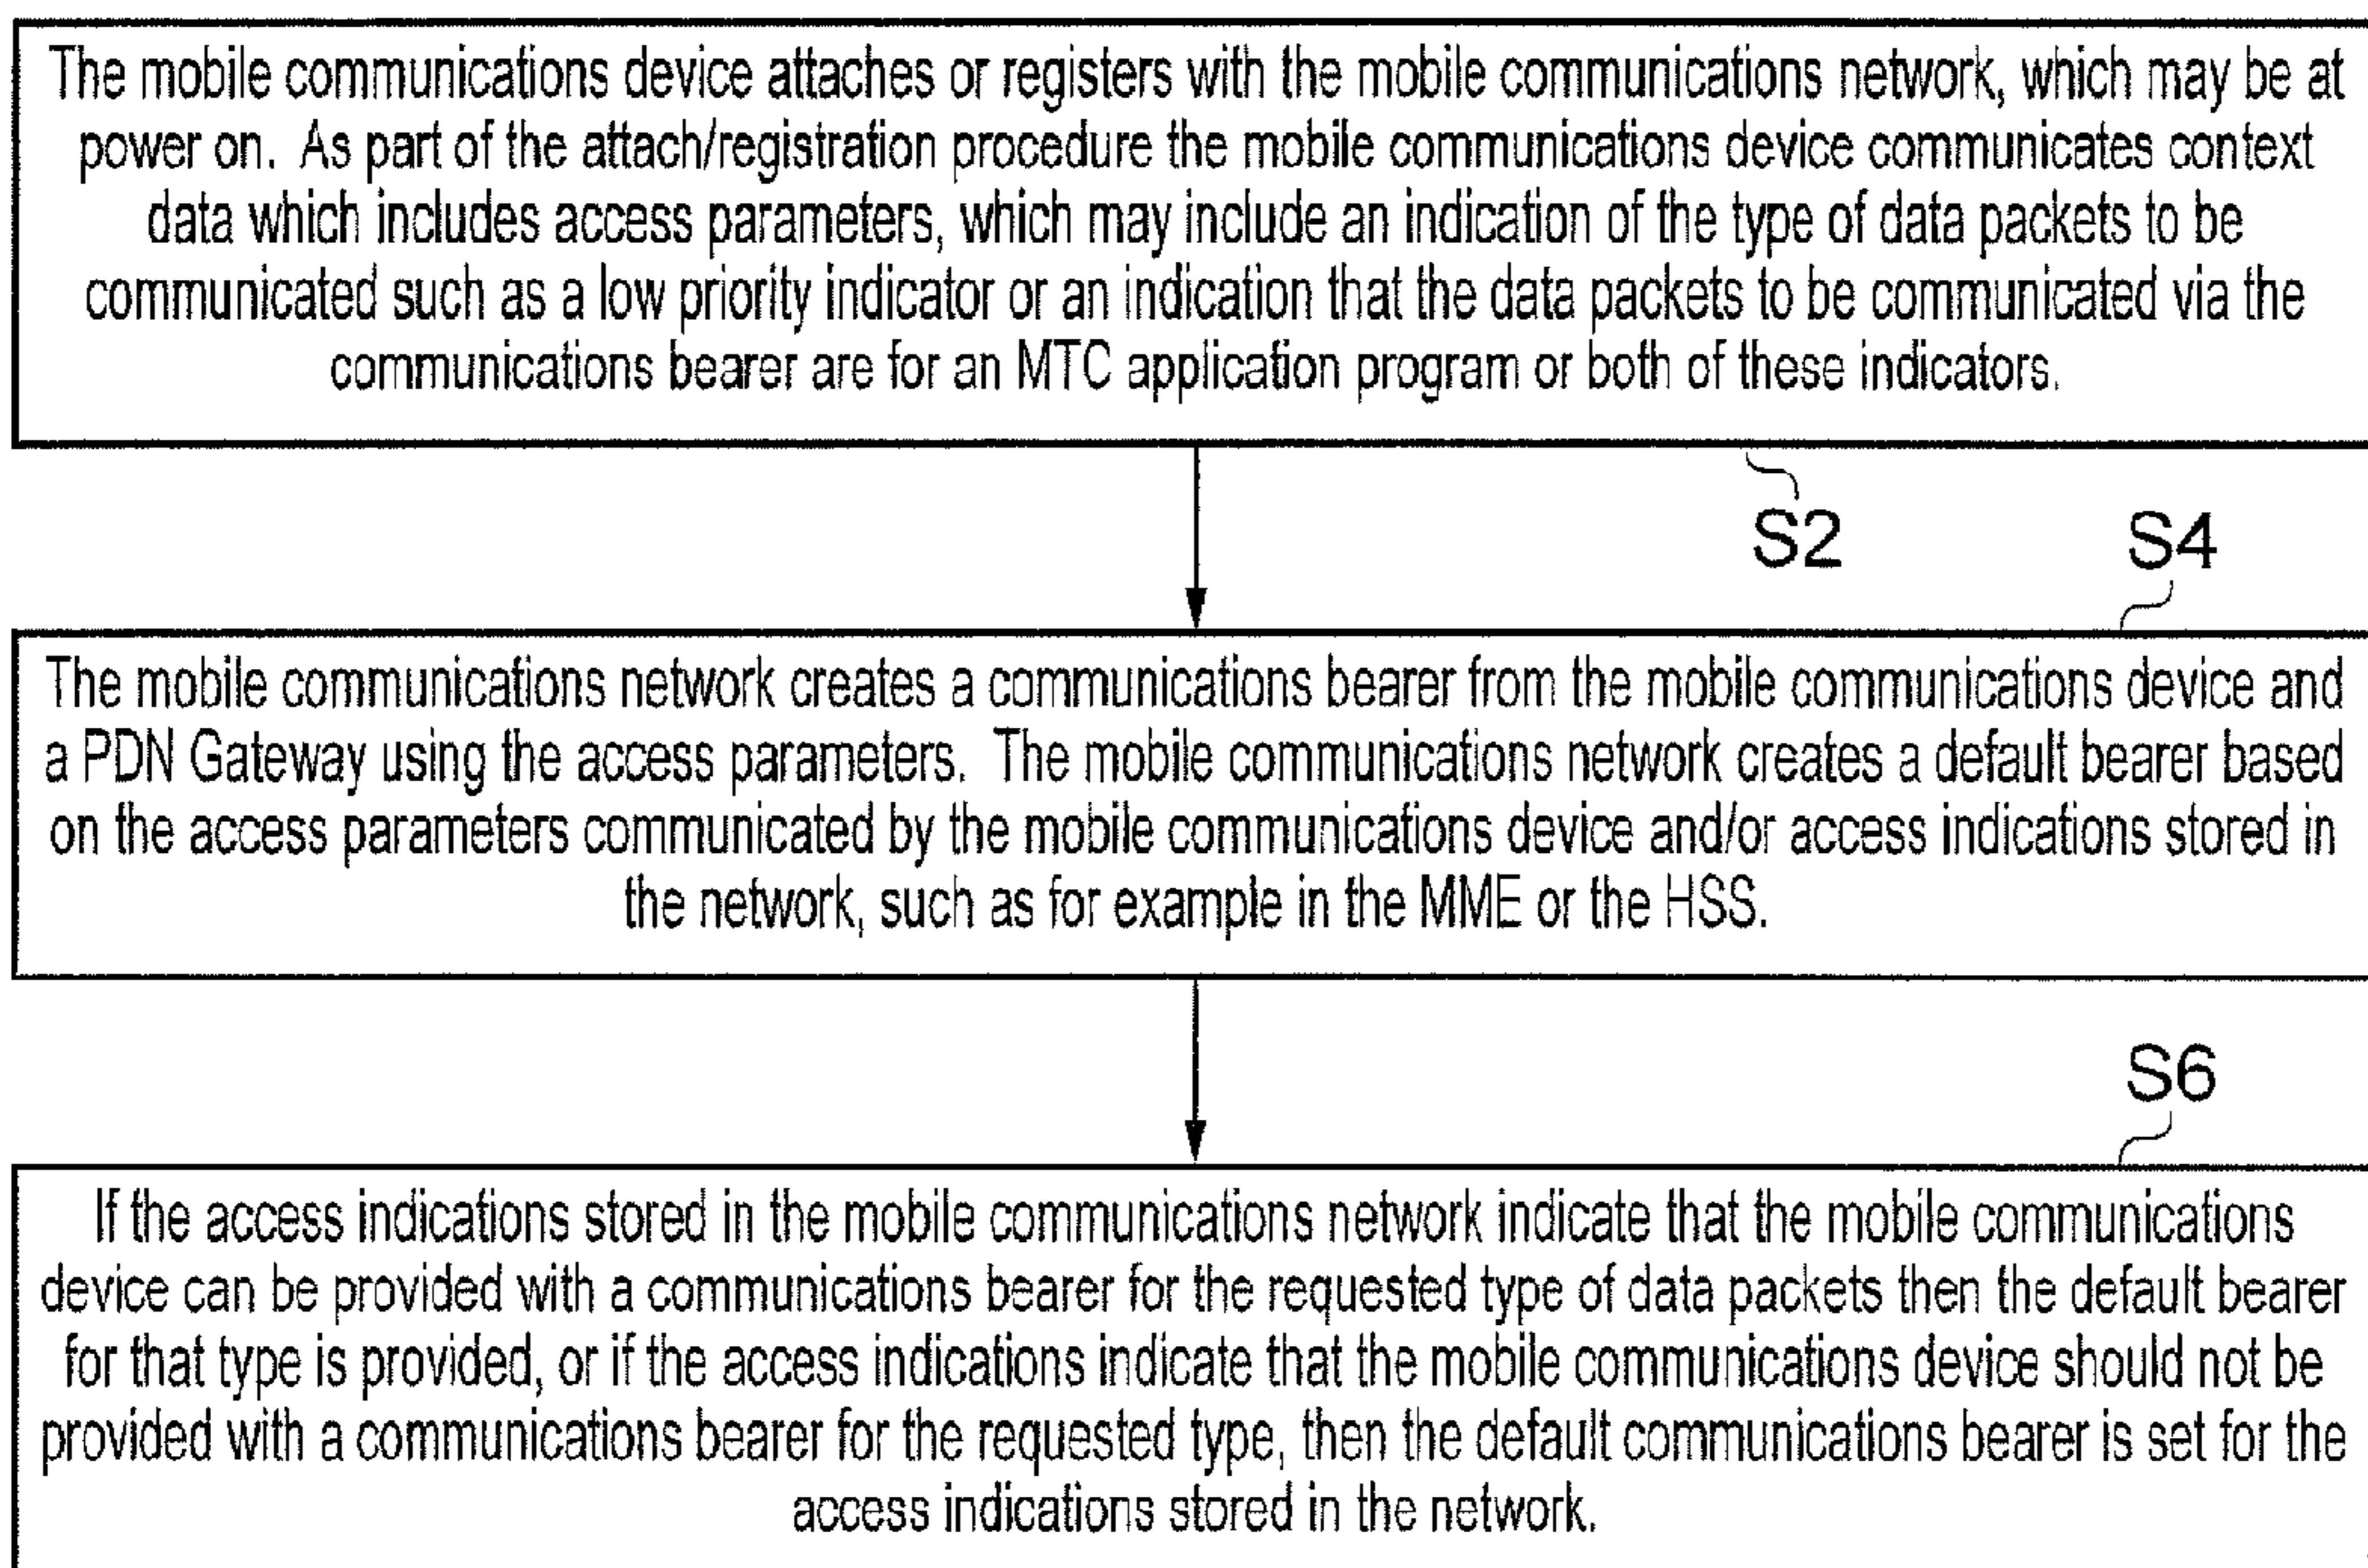 The mobile communications device attaches or registers with the mobile communications network, which may be at
power on. As part of the attach/registration procedure the mobile communications device communicates context
data which includes access parameters, which may include an indication of the type of data packets to be
communicated such as a low priority indicator or an indication that the data packets to be communicated via the
communications bearer are for an MTC application program or both of these indicators.
S2
S4
The mobile communications network creates a communications bearer from the mobile communications device and
a PDN Gateway using the access parameters. The mobile communications network creates a default bearer based
on the access parameters communicated by the mobile communications device and/or access indications stored in
the network, such as for example in the MME or the HSS.
S6
If the access indications stored in the mobile communications network indicate that the mobile communications
device can be provided with a communications bearer for the requested type of data packets then the default bearer
for that type is provided, or if the access indications indicate that the mobile communications device should not be
provided with a communications bearer for the requested type, then the default communications bearer is set for the
access indications stored in the network.